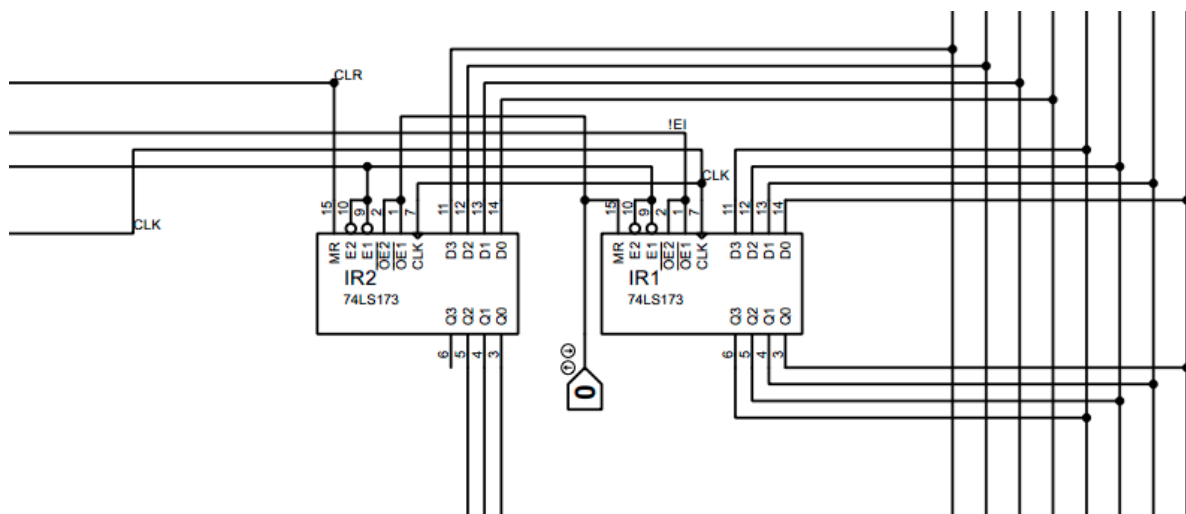 CLR
!EI
CLK
CLK
15 10 9 2 1 7 11 12 13 14
MR E2 E1 OE2 OE1 CLK D3 D2 D1 D0
IR2
74LS173
Q3 Q2 Q1 Q0
6 5 4 3
15 10 9 2 1 7 11 12 13 14
MR E2 E1 OE2 OE1 CLK D3 D2 D1 D0
IR1
74LS173
Q3 Q2 Q1 Q0
6 5 4 3
0